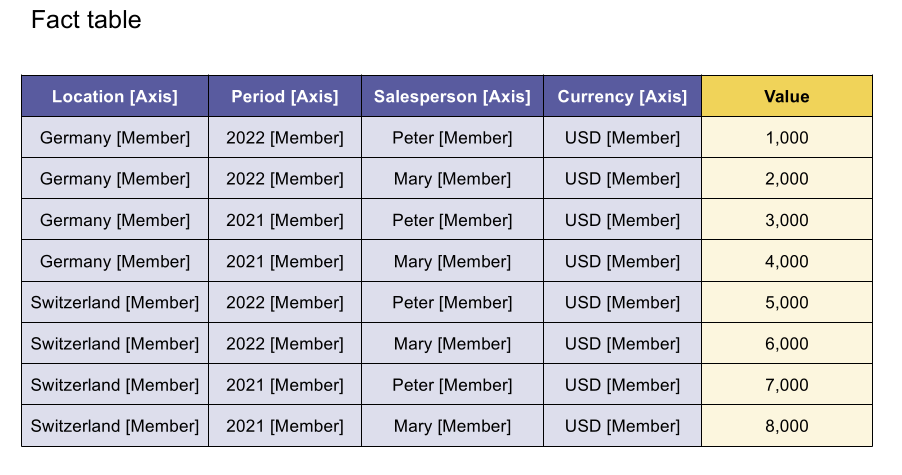 Fact table
Location [Axis] Period [Axis] Salesperson [Axis] Currency [Axis] Value
Germany [Member] 2022 [Member] Peter [Member] USD [Member] 1,000
Germany [Member] 2022 [Member] Mary [Member] USD [Member] 2,000
Germany [Member] 2021 [Member] Peter [Member] USD [Member] 3,000
Germany [Member] 2021 [Member] Mary [Member] USD [Member] 4,000
Switzerland [Member] 2022 [Member] Peter [Member] USD [Member] 5,000
Switzerland [Member] 2022 [Member] Mary [Member] USD [Member] 6,000
Switzerland [Member] 2021 [Member] Peter [Member] USD [Member] 7,000
Switzerland [Member] 2021 [Member] Mary [Member] USD [Member] 8,000